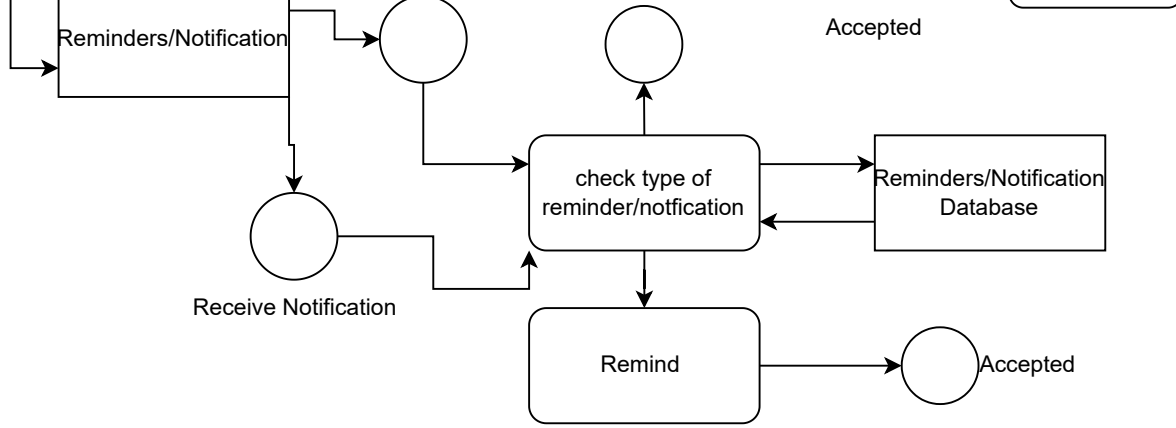 Reminders/Notification
Accepted
check type of
reminder/notfication
Reminders/Notification
Database
Receive Notification
Remind
Accepted